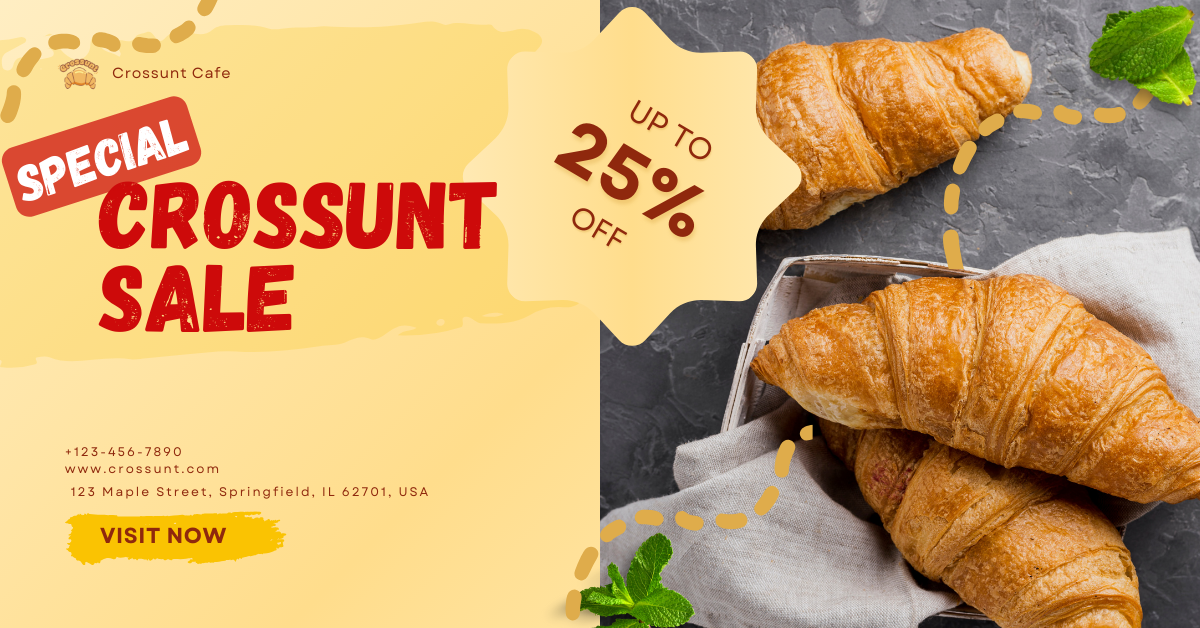 Crossunt
Crossunt Cafe
SPECIAL
CROSSUNT
SALE
UP TO
25%
OFF
+123-456-7890
www.crossunt.com
123 Maple Street, Springfield, IL 62701, USA
VISIT NOW